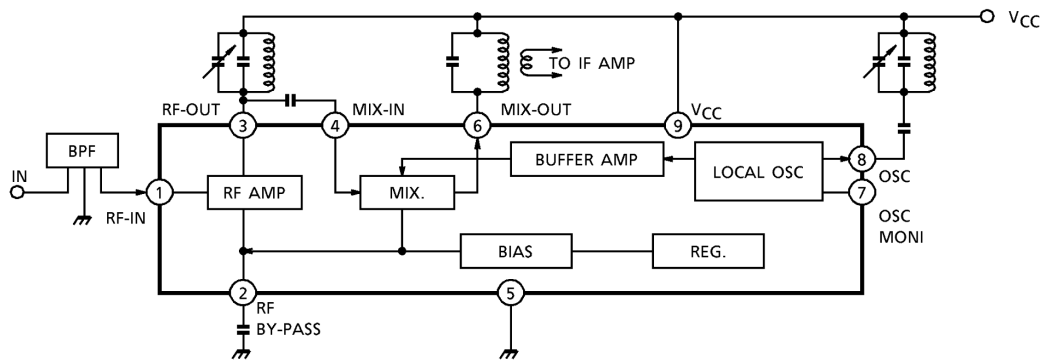 VCC
TO IF AMP
RF-OUT
MIX-IN
MIX-OUT
VCC
3
4
6
9
BPF
IN
1
RF-IN
RF AMP
MIX.
BUFFER AMP
LOCAL OSC
8
OSC
7
OSC
MONI
BIAS
REG.
2
RF
BY-PASS
5